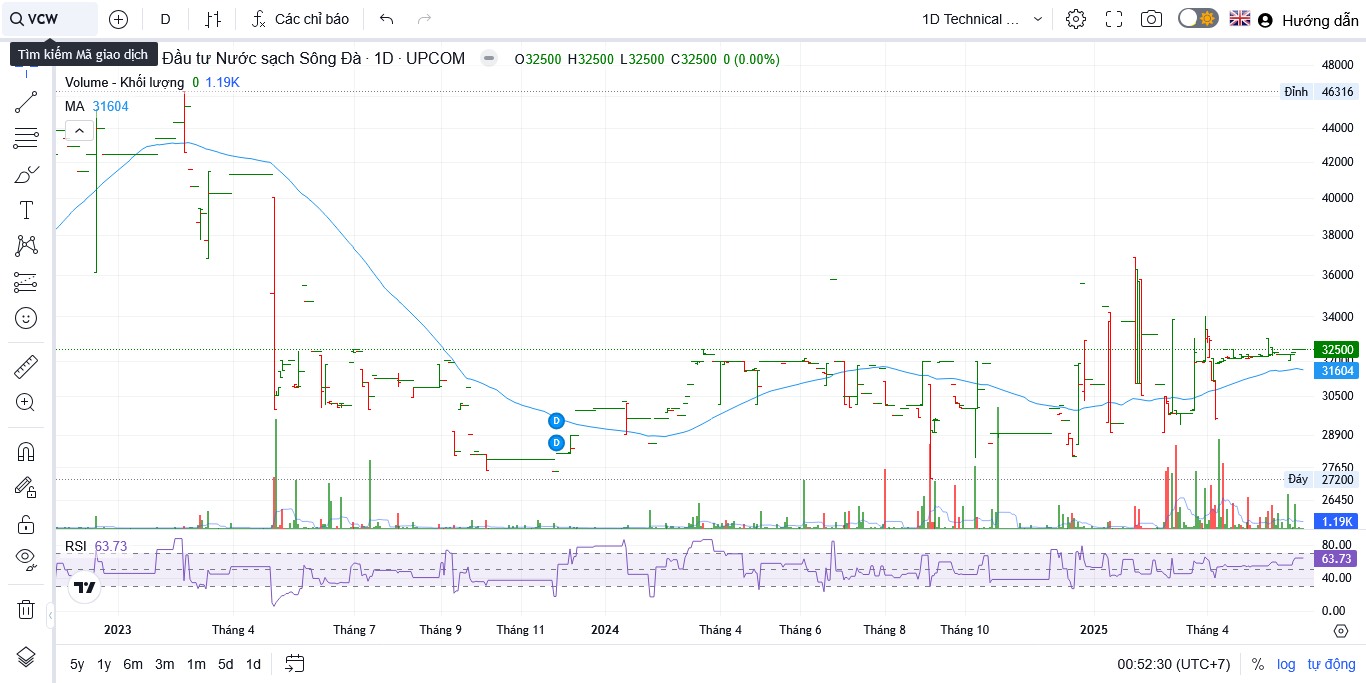 VCW D Các chỉ báo 1D Technical ... Hướng dẫn
Tìm kiếm Mã giao dịch Đầu tư Nước sạch Sông Đà · 1D · UPCOM O32500 H32500 L32500 C32500 0 (0.00%)
Volume - Khối lượng 0 1.19K
MA 31604
48000
Đỉnh 46316
44000
42000
40000
38000
36000
34000
32500
32000
31604
30500
D
28900
D
27650
Đáy 27200
26450
1.19K
RSI 63.73
80.00
63.73
40.00
0.00
2023 Tháng 4 Tháng 7 Tháng 9 Tháng 11 2024 Tháng 4 Tháng 6 Tháng 8 Tháng 10 2025 Tháng 4
5y 1y 6m 3m 1m 5d 1d 00:52:30 (UTC+7) % log tự động